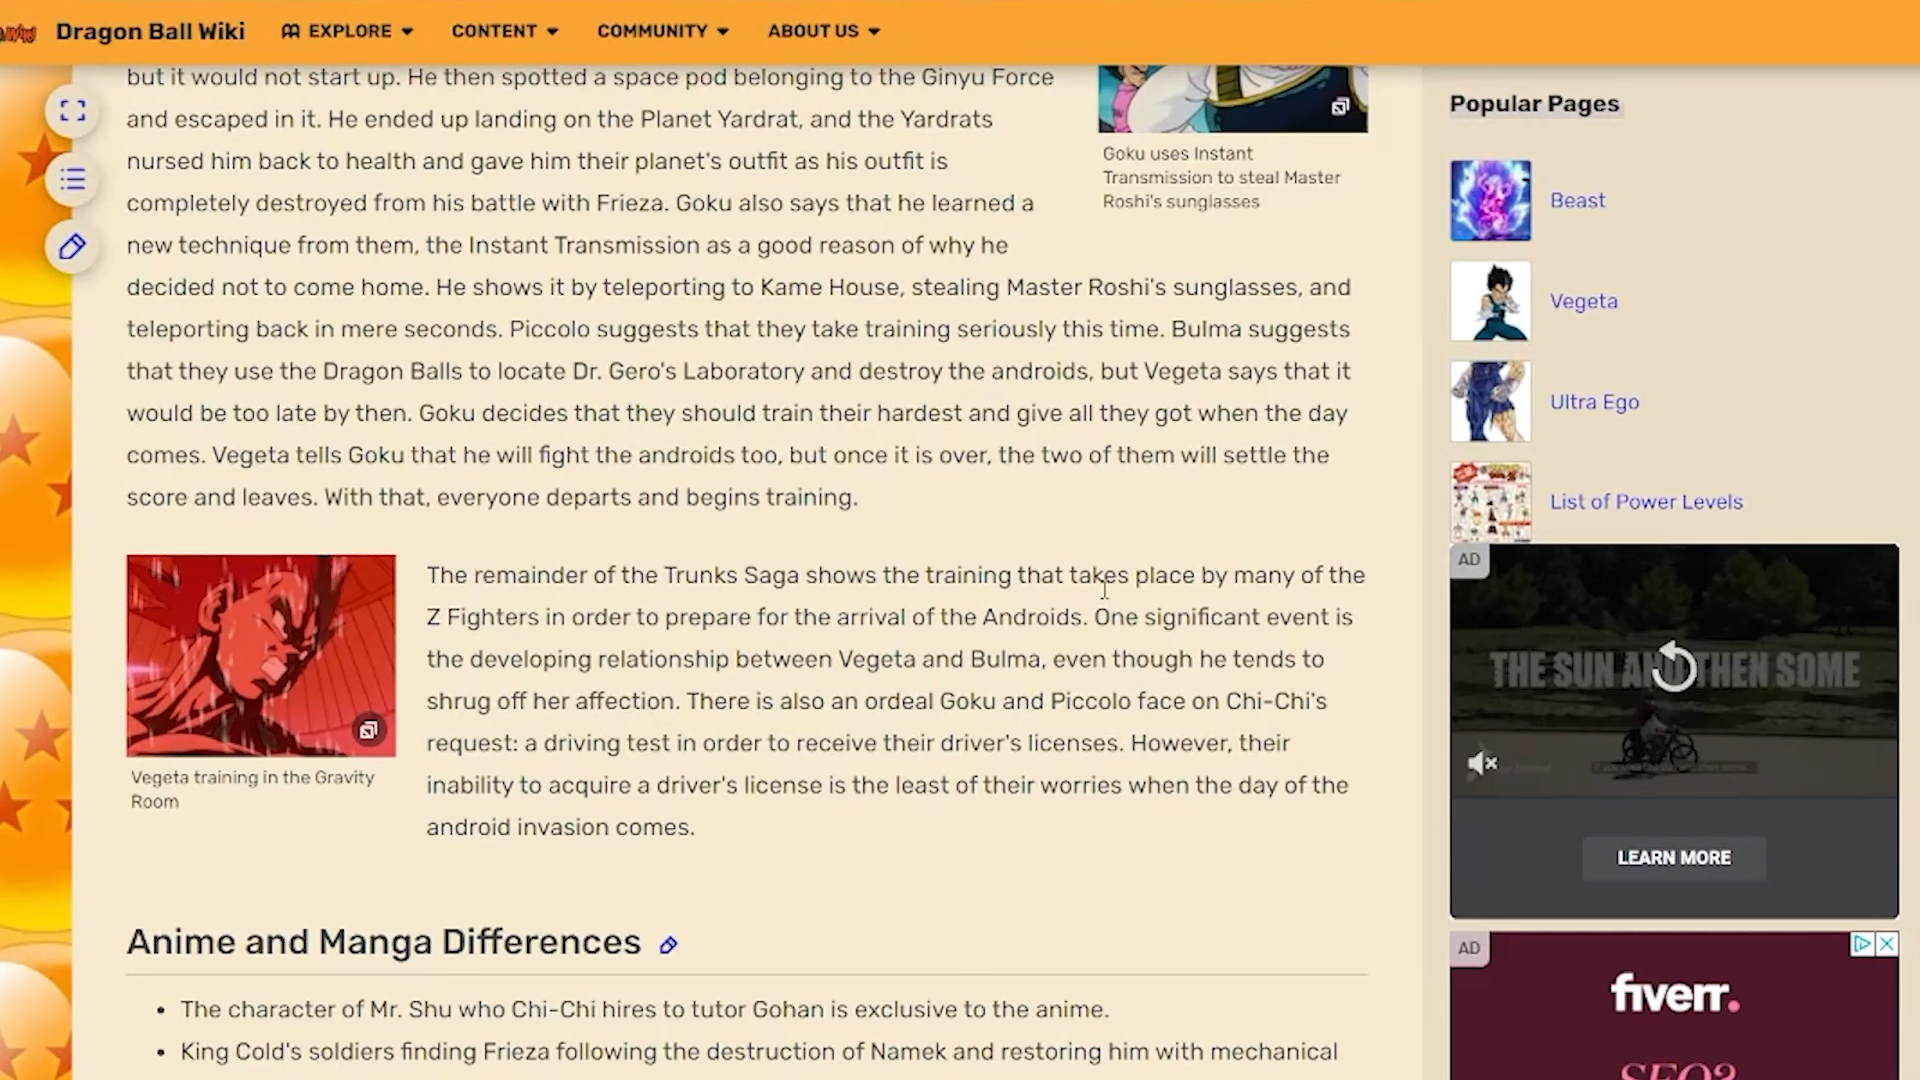 Dragon Ball Wiki
EXPLORE
CONTENT
COMMUNITY
ABOUT US
but it would not start up. He then spotted a space pod belonging to the Ginyu Force
and escaped in it. He ended up landing on the Planet Yardrat, and the Yardrats
nursed him back to health and gave him their planet's outfit as his outfit is
completely destroyed from his battle with Frieza. Goku also says that he learned a
new technique from them, the Instant Transmission as a good reason of why he
decided not to come home. He shows it by teleporting to Kame House, stealing Master Roshi's sunglasses, and
teleporting back in mere seconds. Piccolo suggests that they take training seriously this time. Bulma suggests
that they use the Dragon Balls to locate Dr. Gero's Laboratory and destroy the androids, but Vegeta says that it
would be too late by then. Goku decides that they should train their hardest and give all they got when the day
comes. Vegeta tells Goku that he will fight the androids too, but once it is over, the two of them will settle the
score and leaves. With that, everyone departs and begins training.
Goku uses Instant
Transmission to steal Master
Roshi's sunglasses
The remainder of the Trunks Saga shows the training that takes place by many of the
Z Fighters in order to prepare for the arrival of the Androids. One significant event is
the developing relationship between Vegeta and Bulma, even though he tends to
shrug off her affection. There is also an ordeal Goku and Piccolo face on Chi-Chi's
request: a driving test in order to receive their driver's licenses. However, their
inability to acquire a driver's license is the least of their worries when the day of the
android invasion comes.
Vegeta training in the Gravity
Room
Anime and Manga Differences
• The character of Mr. Shu who Chi-Chi hires to tutor Gohan is exclusive to the anime.
• King Cold's soldiers finding Frieza following the destruction of Namek and restoring him with mechanical
Popular Pages
Beast
Vegeta
Ultra Ego
List of Power Levels
AD
THE SUN AND THEN SOME
LEARN MORE
AD
fiverr.
SEO?